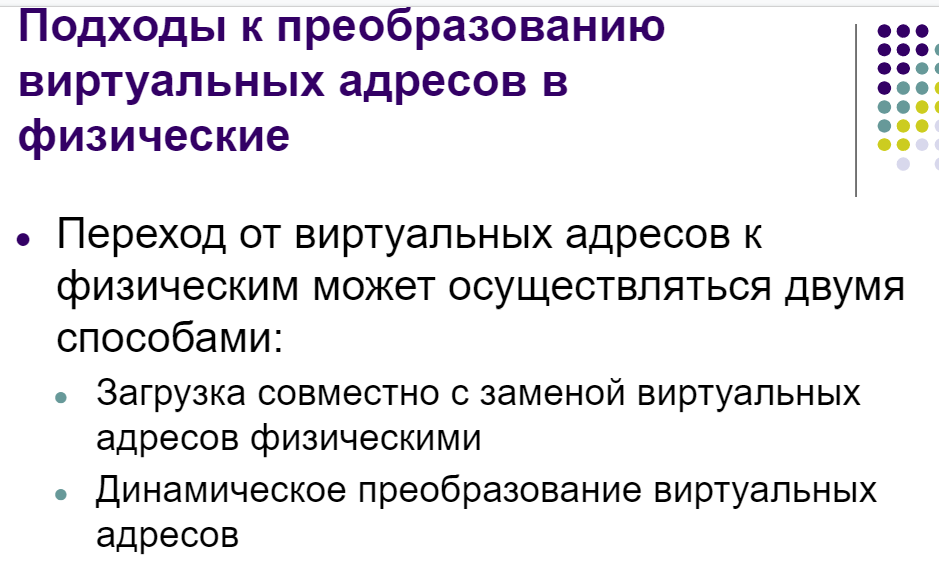 Подходы к преобразованию
виртуальных адресов в
физические
Переход от виртуальных адресов к
физическим может осуществляться двумя
способами:
Загрузка совместно с заменой виртуальных
адресов физическими
Динамическое преобразование виртуальных
адресов